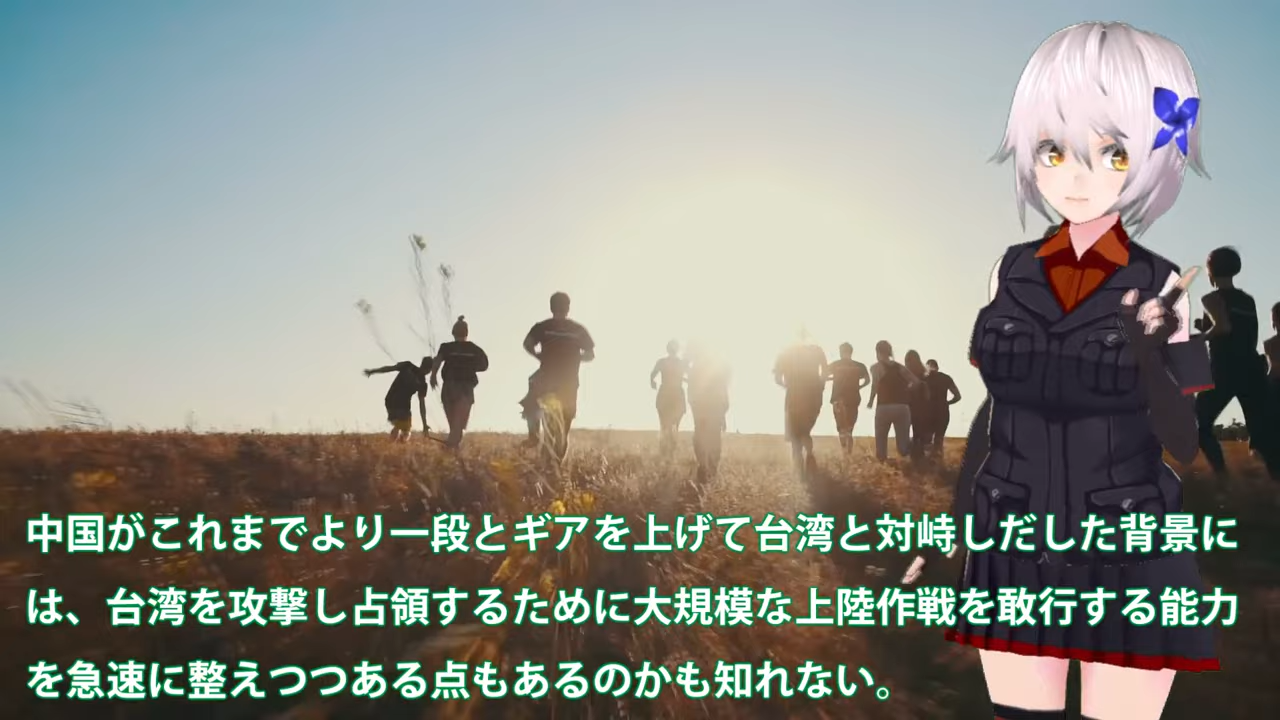 中国がこれまでより一段とギアを上げて台湾と対峙しだした背景に
は、台湾を攻撃し占領するために大規模な上陸作戦を敢行する能力
を急速に整えつつある点もあるのかも知れない。